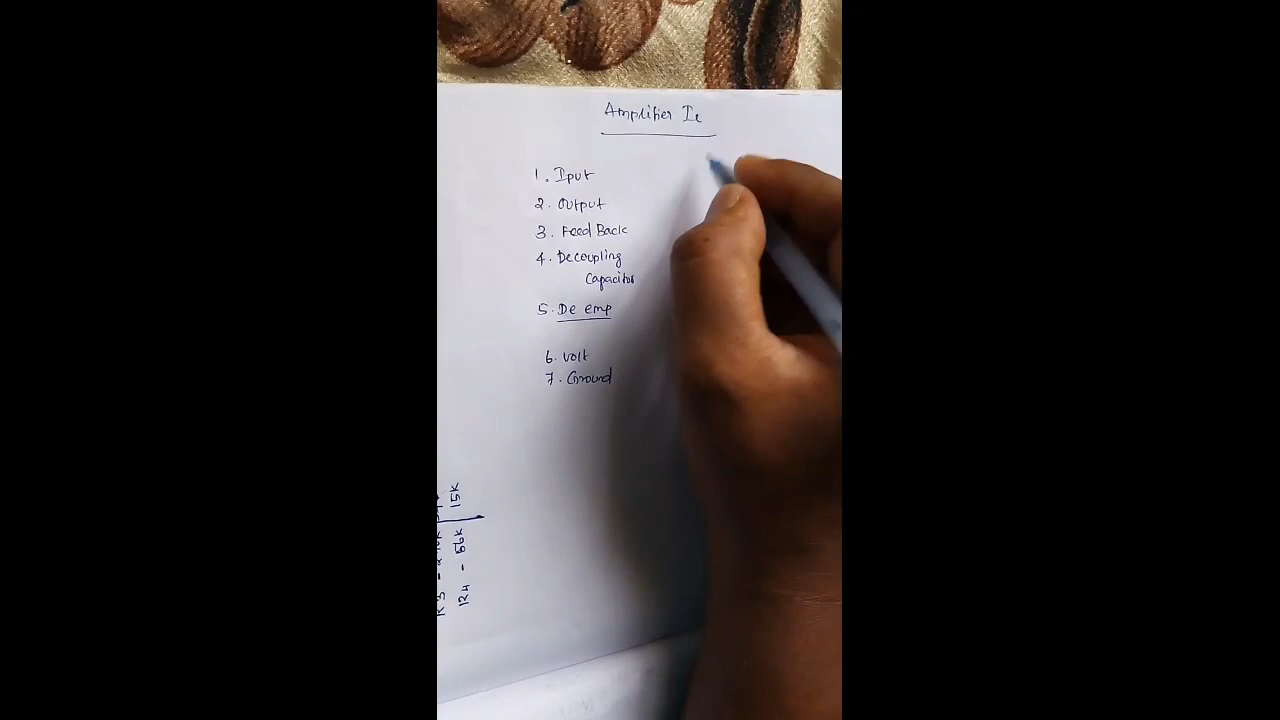 Amplifier Ic
1. Iput
2. Output
3. Feed Back
4. Decoupling
Capacitor
5. De emp
6. volt
7. Ground
15K
R4 - 56K